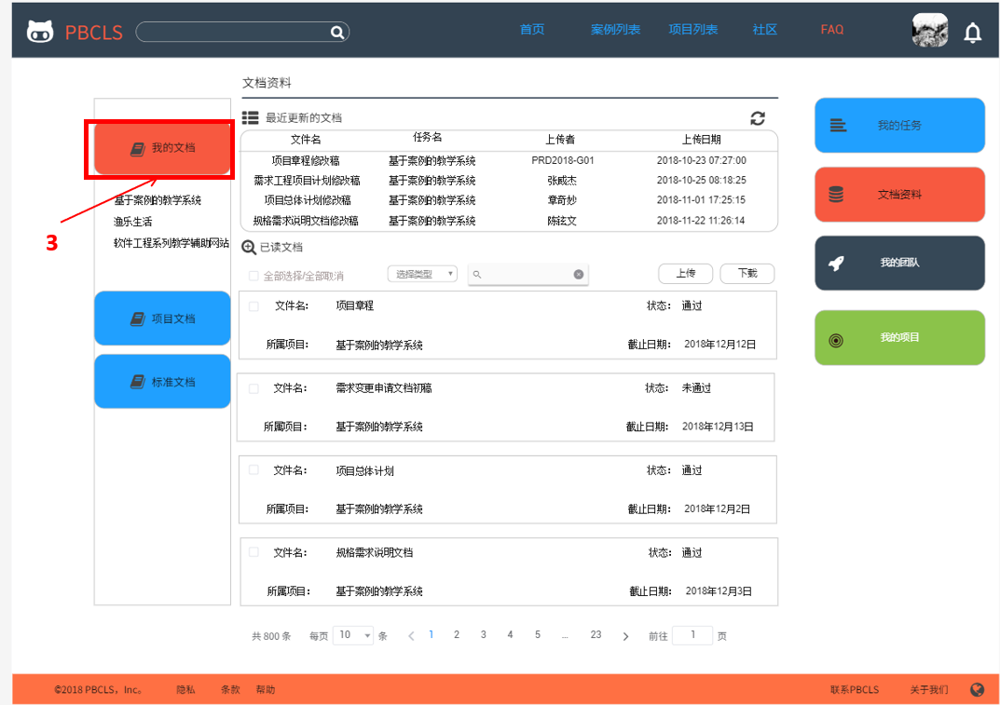 PBCLS 首页 案例列表 项目列表 社区 FAQ
文档资料
最近更新的文档
文件名 任务名 上传者 上传日期
项目章程修改稿 基于案例的教学系统 PRD2018-G01 2018-10-23 07:27:00
需求工程项目计划修改稿 基于案例的教学系统 张威杰 2018-10-25 08:18:25
项目总体计划修改稿 基于案例的教学系统 章奇妙 2018-11-01 17:25:15
规格需求说明文档修改稿 基于案例的教学系统 陈铉文 2018-11-22 11:26:14
我的文档
基于案例的教学系统
渔乐生活
软件工程系列教学辅助网站
3
项目文档
标准文档
已读文档
全部选择/全部取消 选择类型 上传 下载
文件名: 项目章程 状态: 通过
所属项目: 基于案例的教学系统 截止日期: 2018年12月12日
文件名: 需求变更申请文档初稿 状态: 未通过
所属项目: 基于案例的教学系统 截止日期: 2018年12月13日
文件名: 项目总体计划 状态: 通过
所属项目: 基于案例的教学系统 截止日期: 2018年12月2日
文件名: 规格需求说明文档 状态: 通过
所属项目: 基于案例的教学系统 截止日期: 2018年12月3日
共 800 条 每页 10 条 1 2 3 4 5 ... 23 前往 1 页
我的任务
文档资料
我的团队
我的项目
©2018 PBCLS，Inc。 隐私 条款 帮助 联系PBCLS 关于我们